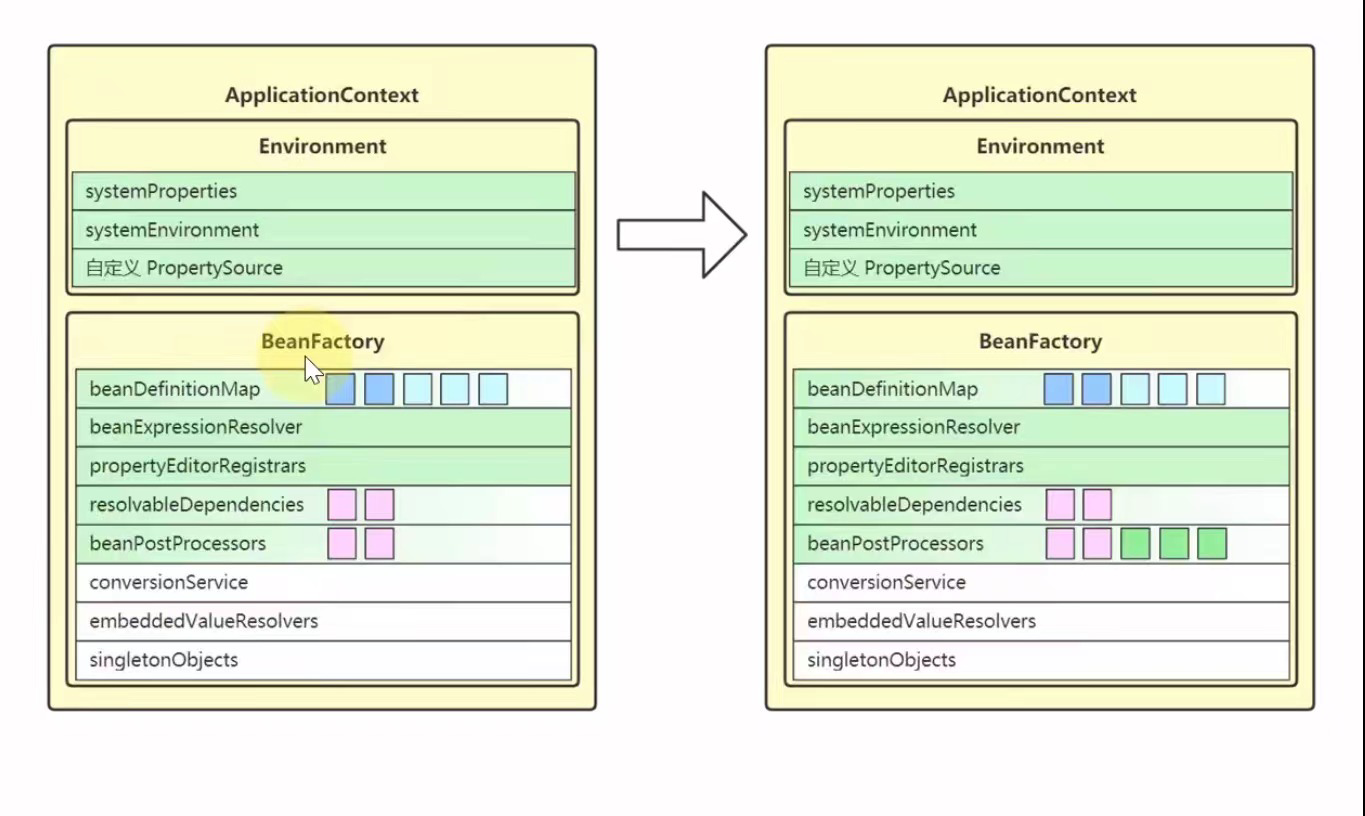 ApplicationContext
Environment
systemProperties
systemEnvironment
自定义 PropertySource
BeanFactory
beanDefinitionMap
beanExpressionResolver
propertyEditorRegistrars
resolvableDependencies
beanPostProcessors
conversionService
embeddedValueResolvers
singletonObjects
ApplicationContext
Environment
systemProperties
systemEnvironment
自定义 PropertySource
BeanFactory
beanDefinitionMap
beanExpressionResolver
propertyEditorRegistrars
resolvableDependencies
beanPostProcessors
conversionService
embeddedValueResolvers
singletonObjects